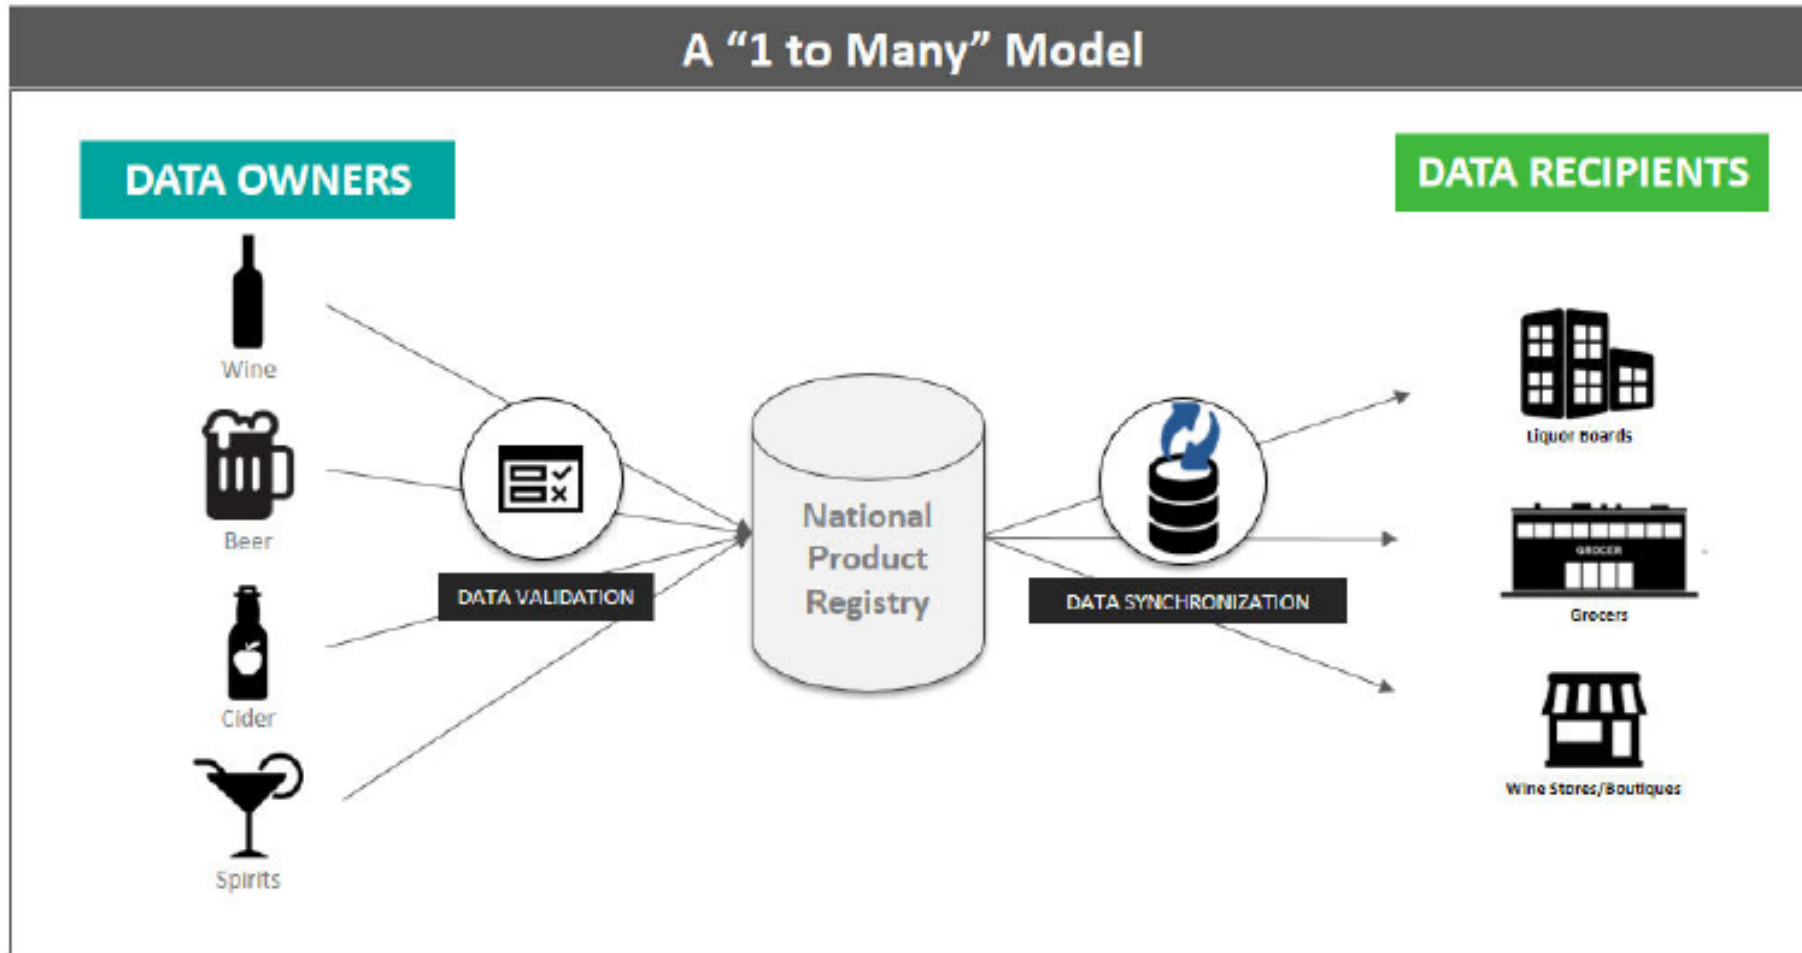 A “1 to Many” Model
DATA OWNERS
DATA RECIPIENTS
Wine
Beer
Cider
Spirits
DATA VALIDATION
National
Product
Registry
DATA SYNCHRONIZATION
Liquor Boards
GROCER
Grocers
Wine Stores/Boutiques